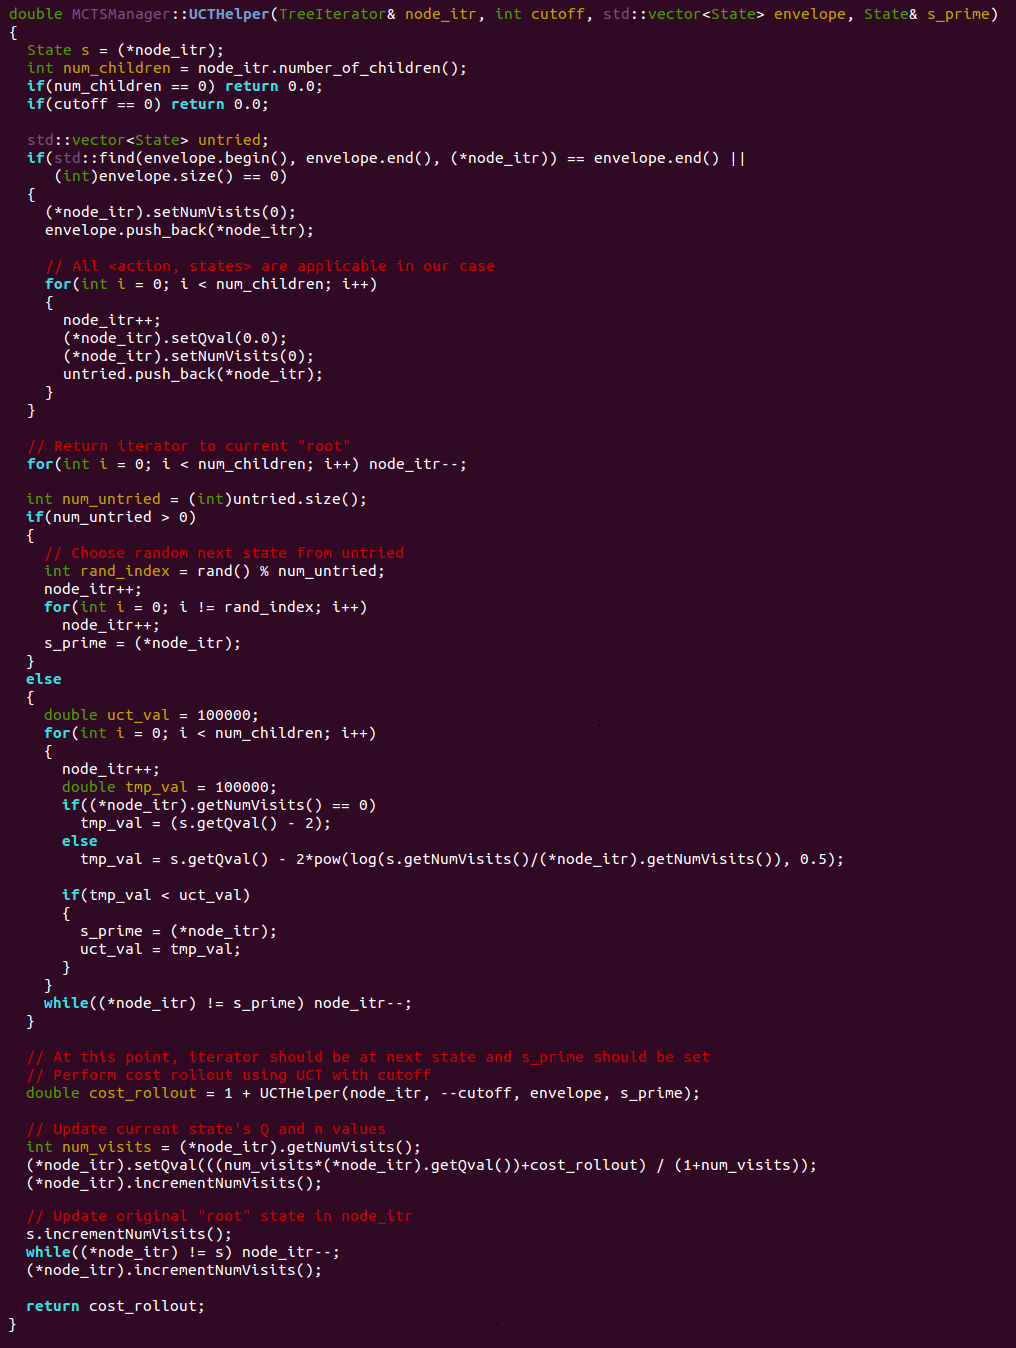 double MCTSManager::UCTHelper(TreeIterator& node_itr, int cutoff, std::vector<State> envelope, State& s_prime)
{
  State s = (*node_itr);
  int num_children = node_itr.number_of_children();
  if(num_children == 0) return 0.0;
  if(cutoff == 0) return 0.0;

  std::vector<State> untried;
  if(std::find(envelope.begin(), envelope.end(), (*node_itr)) == envelope.end() ||
     (int)envelope.size() == 0)
  {
    (*node_itr).setNumVisits(0);
    envelope.push_back(*node_itr);

    // All <action, states> are applicable in our case
    for(int i = 0; i < num_children; i++)
    {
      node_itr++;
      (*node_itr).setQval(0.0);
      (*node_itr).setNumVisits(0);
      untried.push_back(*node_itr);
    }
  }

  // Return iterator to current "root"
  for(int i = 0; i < num_children; i++) node_itr--;

  int num_untried = (int)untried.size();
  if(num_untried > 0)
  {
    // Choose random next state from untried
    int rand_index = rand() % num_untried;
    node_itr++;
    for(int i = 0; i != rand_index; i++)
      node_itr++;
    s_prime = (*node_itr);
  }
  else
  {
    double uct_val = 100000;
    for(int i = 0; i < num_children; i++)
    {
      node_itr++;
      double tmp_val = 100000;
      if((*node_itr).getNumVisits() == 0)
        tmp_val = (s.getQval() - 2);
      else
        tmp_val = s.getQval() - 2*pow(log(s.getNumVisits()/(*node_itr).getNumVisits()), 0.5);

      if(tmp_val < uct_val)
      {
        s_prime = (*node_itr);
        uct_val = tmp_val;
      }
    }
    while((*node_itr) != s_prime) node_itr--;
  }

  // At this point, iterator should be at next state and s_prime should be set
  // Perform cost rollout using UCT with cutoff
  double cost_rollout = 1 + UCTHelper(node_itr, --cutoff, envelope, s_prime);

  // Update current state's Q and n values
  int num_visits = (*node_itr).getNumVisits();
  (*node_itr).setQval(((num_visits*(*node_itr).getQval())+cost_rollout) / (1+num_visits));
  (*node_itr).incrementNumVisits();

  // Update original "root" state in node_itr
  s.incrementNumVisits();
  while((*node_itr) != s) node_itr--;
  (*node_itr).incrementNumVisits();

  return cost_rollout;
}